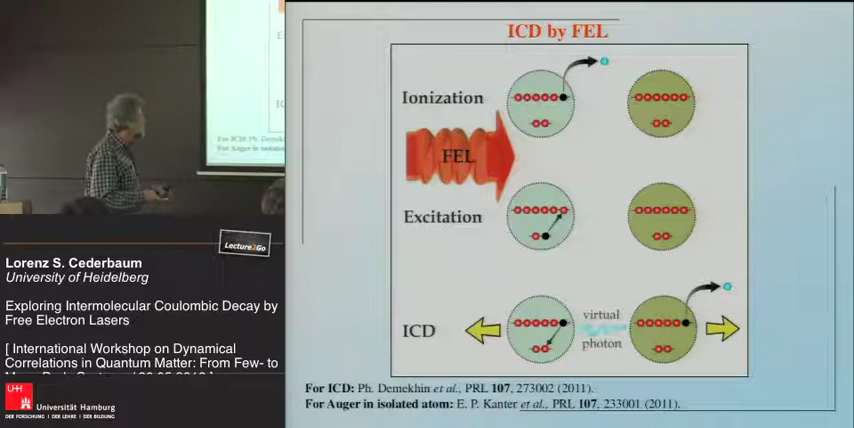 ICD by FEL
Ionization
FEL
Excitation
ICD
virtual
photon
For ICD: Ph. Demekhin et al., PRL 107, 273002 (2011).
For Auger in isolated atom: E. P. Kanter et al., PRL 107, 233001 (2011).
Lecture2Go
Lorenz S. Cederbaum
University of Heidelberg
Exploring Intermolecular Coulombic Decay by
Free Electron Lasers
[ International Workshop on Dynamical
Correlations in Quantum Matter: From Few- to
UH
Universität Hamburg
DER FORSCHUNG | DER LEHRE | DER BILDUNG